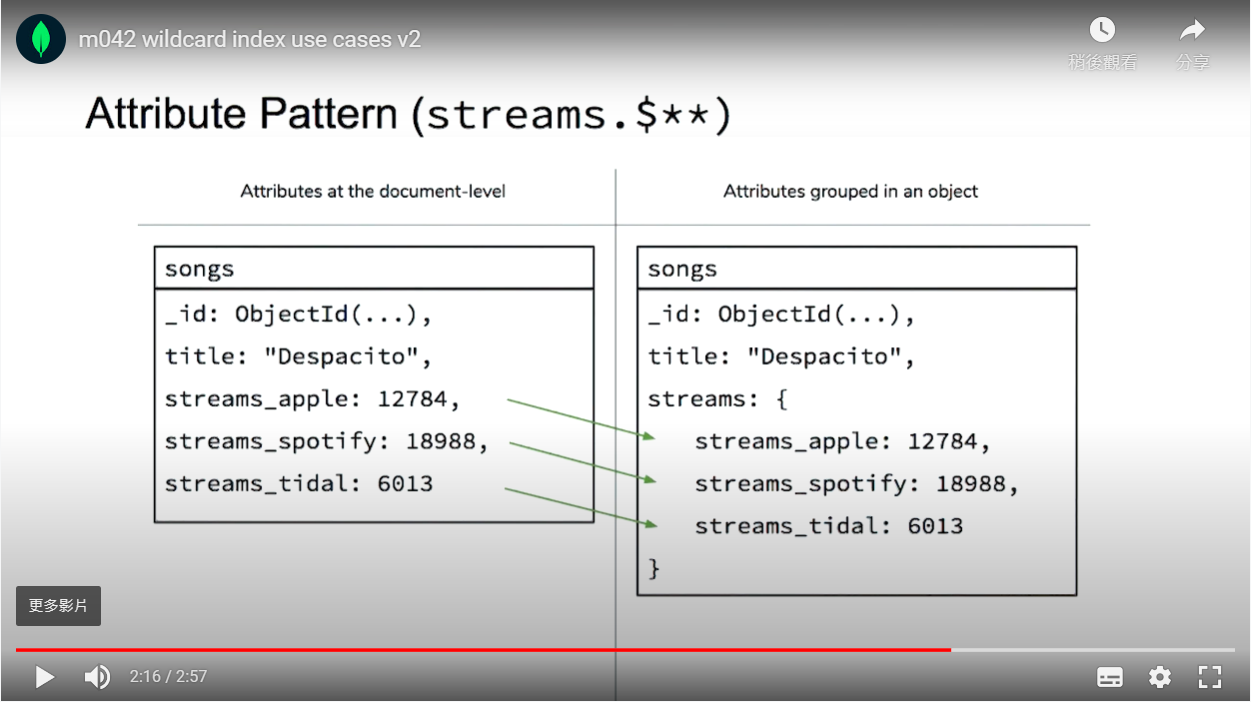 m042 wildcard index use cases v2
稍後觀看
分享
Attribute Pattern (streams.$**)
Attributes at the document-level
Attributes grouped in an object
songs
_id: ObjectId(...),
title: "Despacito",
streams_apple: 12784,
streams_spotify: 18988,
streams_tidal: 6013
songs
_id: ObjectId(...),
title: "Despacito",
streams: {
streams_apple: 12784,
streams_spotify: 18988,
streams_tidal: 6013
}
更多影片
2:16 / 2:57